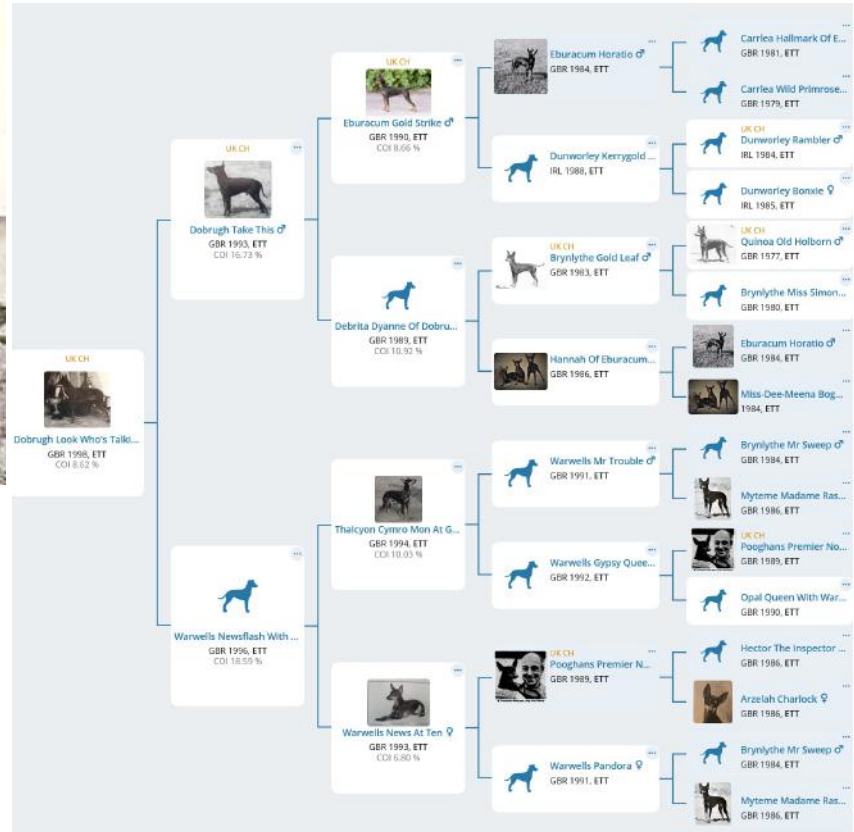 UK CH
Dobrugh Look Who's Talki...
GBR 1998, ETT
COI 8.62 %
UK CH
Dobrugh Take This ♂
GBR 1993, ETT
COI 16.73 %
Warwells Newsflash With ...
GBR 1996, ETT
COI 18.59 %
UK CH
Eburacum Gold Strike ♂
GBR 1990, ETT
COI 8.66 %
Debrita Dyanne Of Dobru...
GBR 1989, ETT
COI 10.92 %
Thalcyon Cymro Mon At G...
GBR 1994, ETT
COI 10.03 %
Warwells News At Ten ♀
GBR 1993, ETT
COI 6.80 %
Eburacum Horatio ♂
GBR 1984, ETT
Dunworley Kerrygold ...
IRL 1988, ETT
UK CH
Brynlythe Gold Leaf ♂
GBR 1983, ETT
Hannah Of Eburacum...
GBR 1986, ETT
Warwells Mr Trouble ♂
GBR 1991, ETT
Warwells Gypsy Quee...
GBR 1992, ETT
UK CH
Pooghans Premier N...
GBR 1989, ETT
Warwells Pandora ♀
GBR 1991, ETT
Carrlea Hallmark Of E...
GBR 1981, ETT
Carrlea Wild Primrose...
GBR 1979, ETT
UK CH
Dunworley Rambler ♂
IRL 1984, ETT
Dunworley Bonxie ♀
IRL 1985, ETT
UK CH
Quinoa Old Holborn ♂
GBR 1977, ETT
Brynlythe Miss Simon...
GBR 1980, ETT
Eburacum Horatio ♂
GBR 1984, ETT
Miss-Dee-Meena Bog...
1984, ETT
Brynlythe Mr Sweep ♂
GBR 1984, ETT
Myteme Madame Ras...
GBR 1986, ETT
UK CH
Pooghans Premier No...
GBR 1989, ETT
Opal Queen With War...
GBR 1990, ETT
Hector The Inspector ...
GBR 1986, ETT
Arzelah Charlock ♀
GBR 1986, ETT
Brynlythe Mr Sweep ♂
GBR 1984, ETT
Myteme Madame Ras...
GBR 1986, ETT